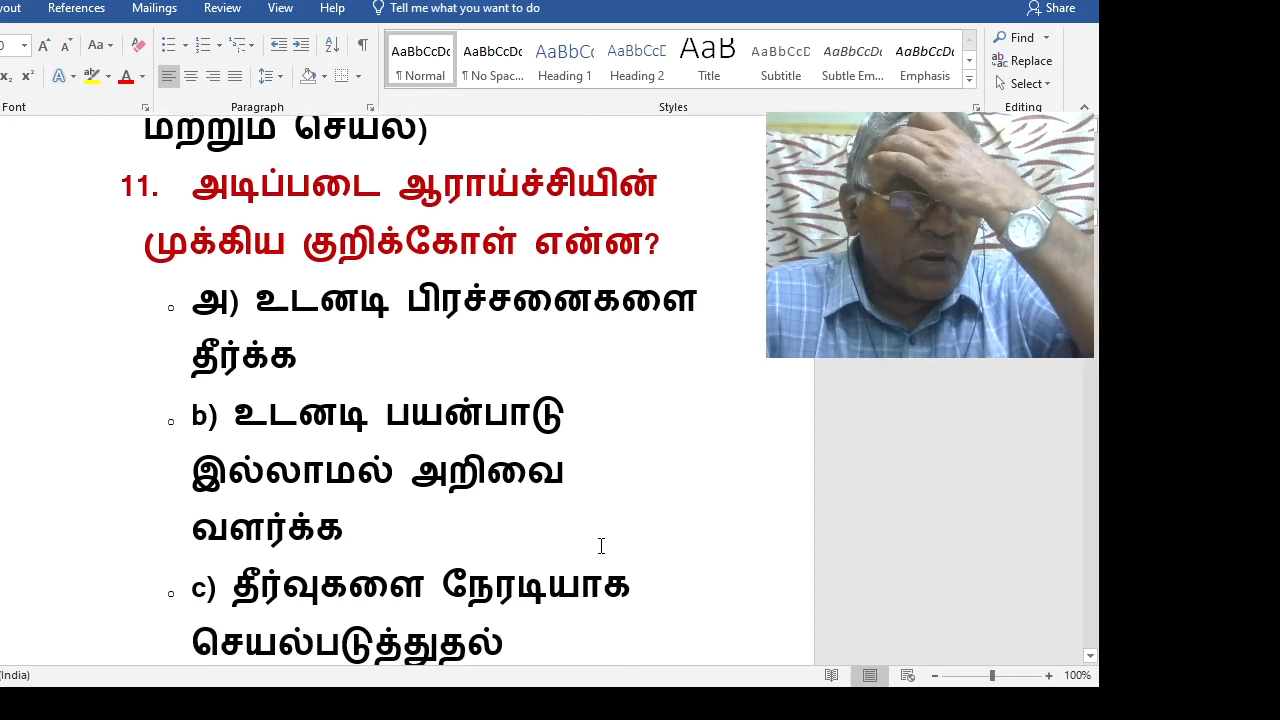 yout References Mailings Review View Help Tell me what you want to do Share
Aa AaBbCcDc AaBbCcDc AaBbCc AaBbCcD AaB AaBbCcD AaBbCcDc AaBbCcDc Find
Replace
¶ Normal ¶ No Spac... Heading 1 Heading 2 Title Subtitle Subtle Em... Emphasis Select
Font Paragraph Styles Editing
மற்றும் செயல்)
11. அடிப்படை ஆராய்ச்சியின்
முக்கிய குறிக்கோள் என்ன?
அ) உடனடி பிரச்சனைகளை
தீர்க்க
b) உடனடி பயன்பாடு
இல்லாமல் அறிவை
வளர்க்க
c) தீர்வுகளை நேரடியாக
செயல்படுத்துதல்
(India) 100%